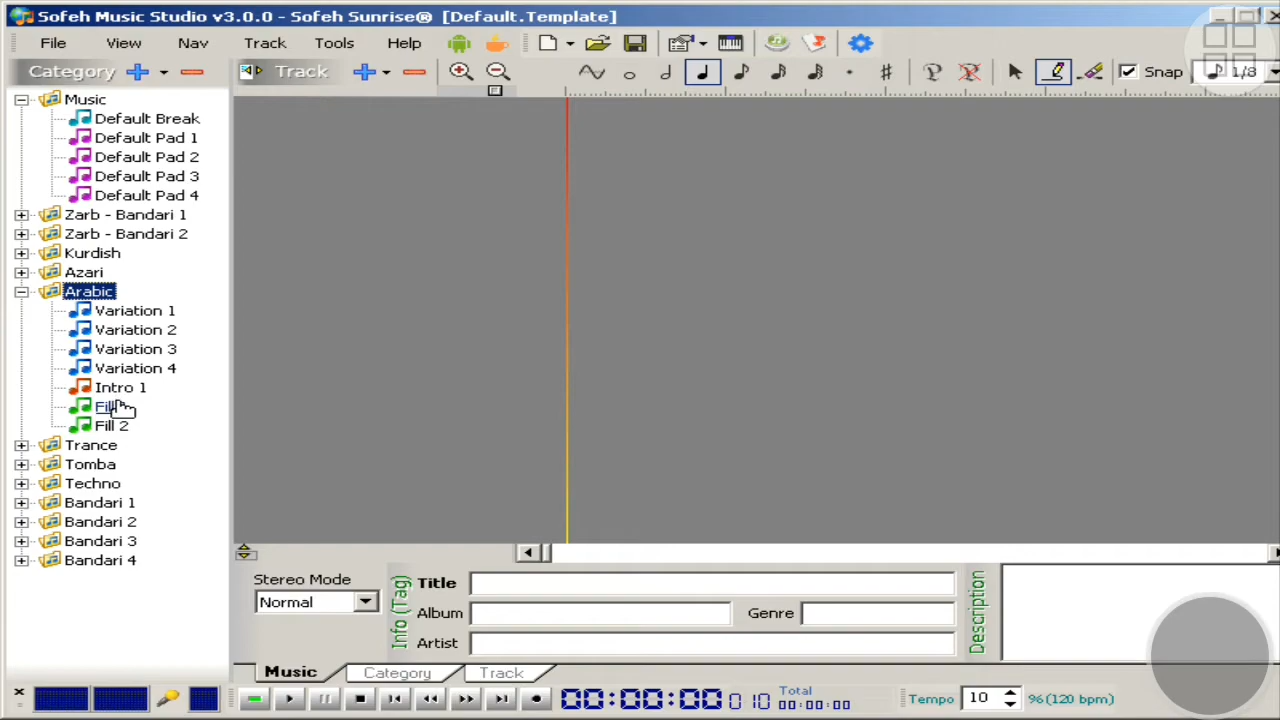 Sofeh Music Studio v3.0.0 - Sofeh Sunrise® [Default.Template]
File View Nav Track Tools Help
Category Track Snap 1/8
Music
Default Break
Default Pad 1
Default Pad 2
Default Pad 3
Default Pad 4
Zarb - Bandari 1
Zarb - Bandari 2
Kurdish
Azari
Arabic
Variation 1
Variation 2
Variation 3
Variation 4
Intro 1
Fill
Fill 2
Trance
Tomba
Techno
Bandari 1
Bandari 2
Bandari 3
Bandari 4
Stereo Mode
Normal
Info (Tag)
Title
Album
Genre
Artist
Description
Music Category Track
00:00:00 010
Total
00:00:00
Tempo 10 %(120 bpm)